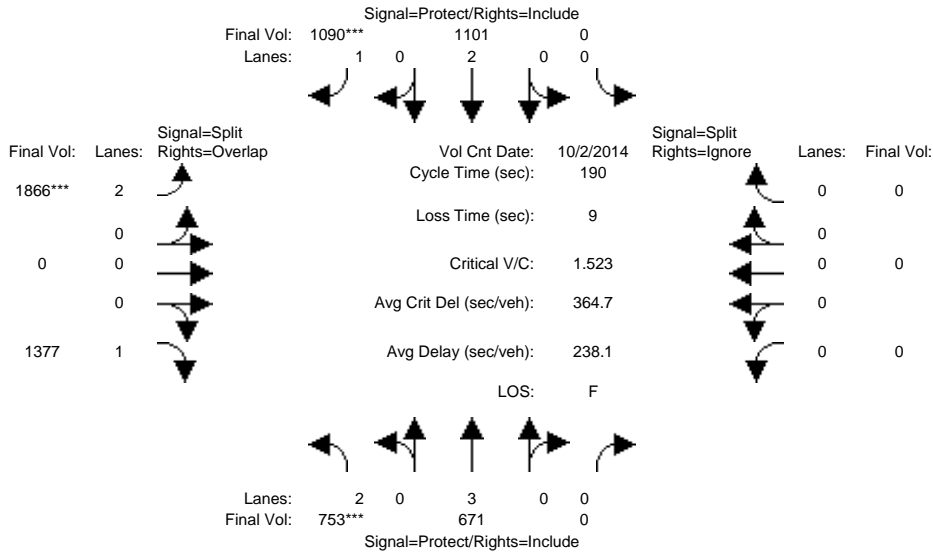 Signal=Protect/Rights=Include
Final Vol: 1090*** 1101 0
Lanes: 1 0 2 0 0
Signal=Split Signal=Split
Final Vol: Lanes: Rights=Overlap Vol Cnt Date: 10/2/2014 Rights=Ignore Lanes: Final Vol:
Cycle Time (sec): 190
1866*** 2 0 0
Loss Time (sec): 9
0 0
0 0 Critical V/C: 1.523 0 0
0 Avg Crit Del (sec/veh): 364.7 0
1377 1 Avg Delay (sec/veh): 238.1 0 0
LOS: F
Lanes: 2 0 3 0 0
Final Vol: 753*** 671 0
Signal=Protect/Rights=Include